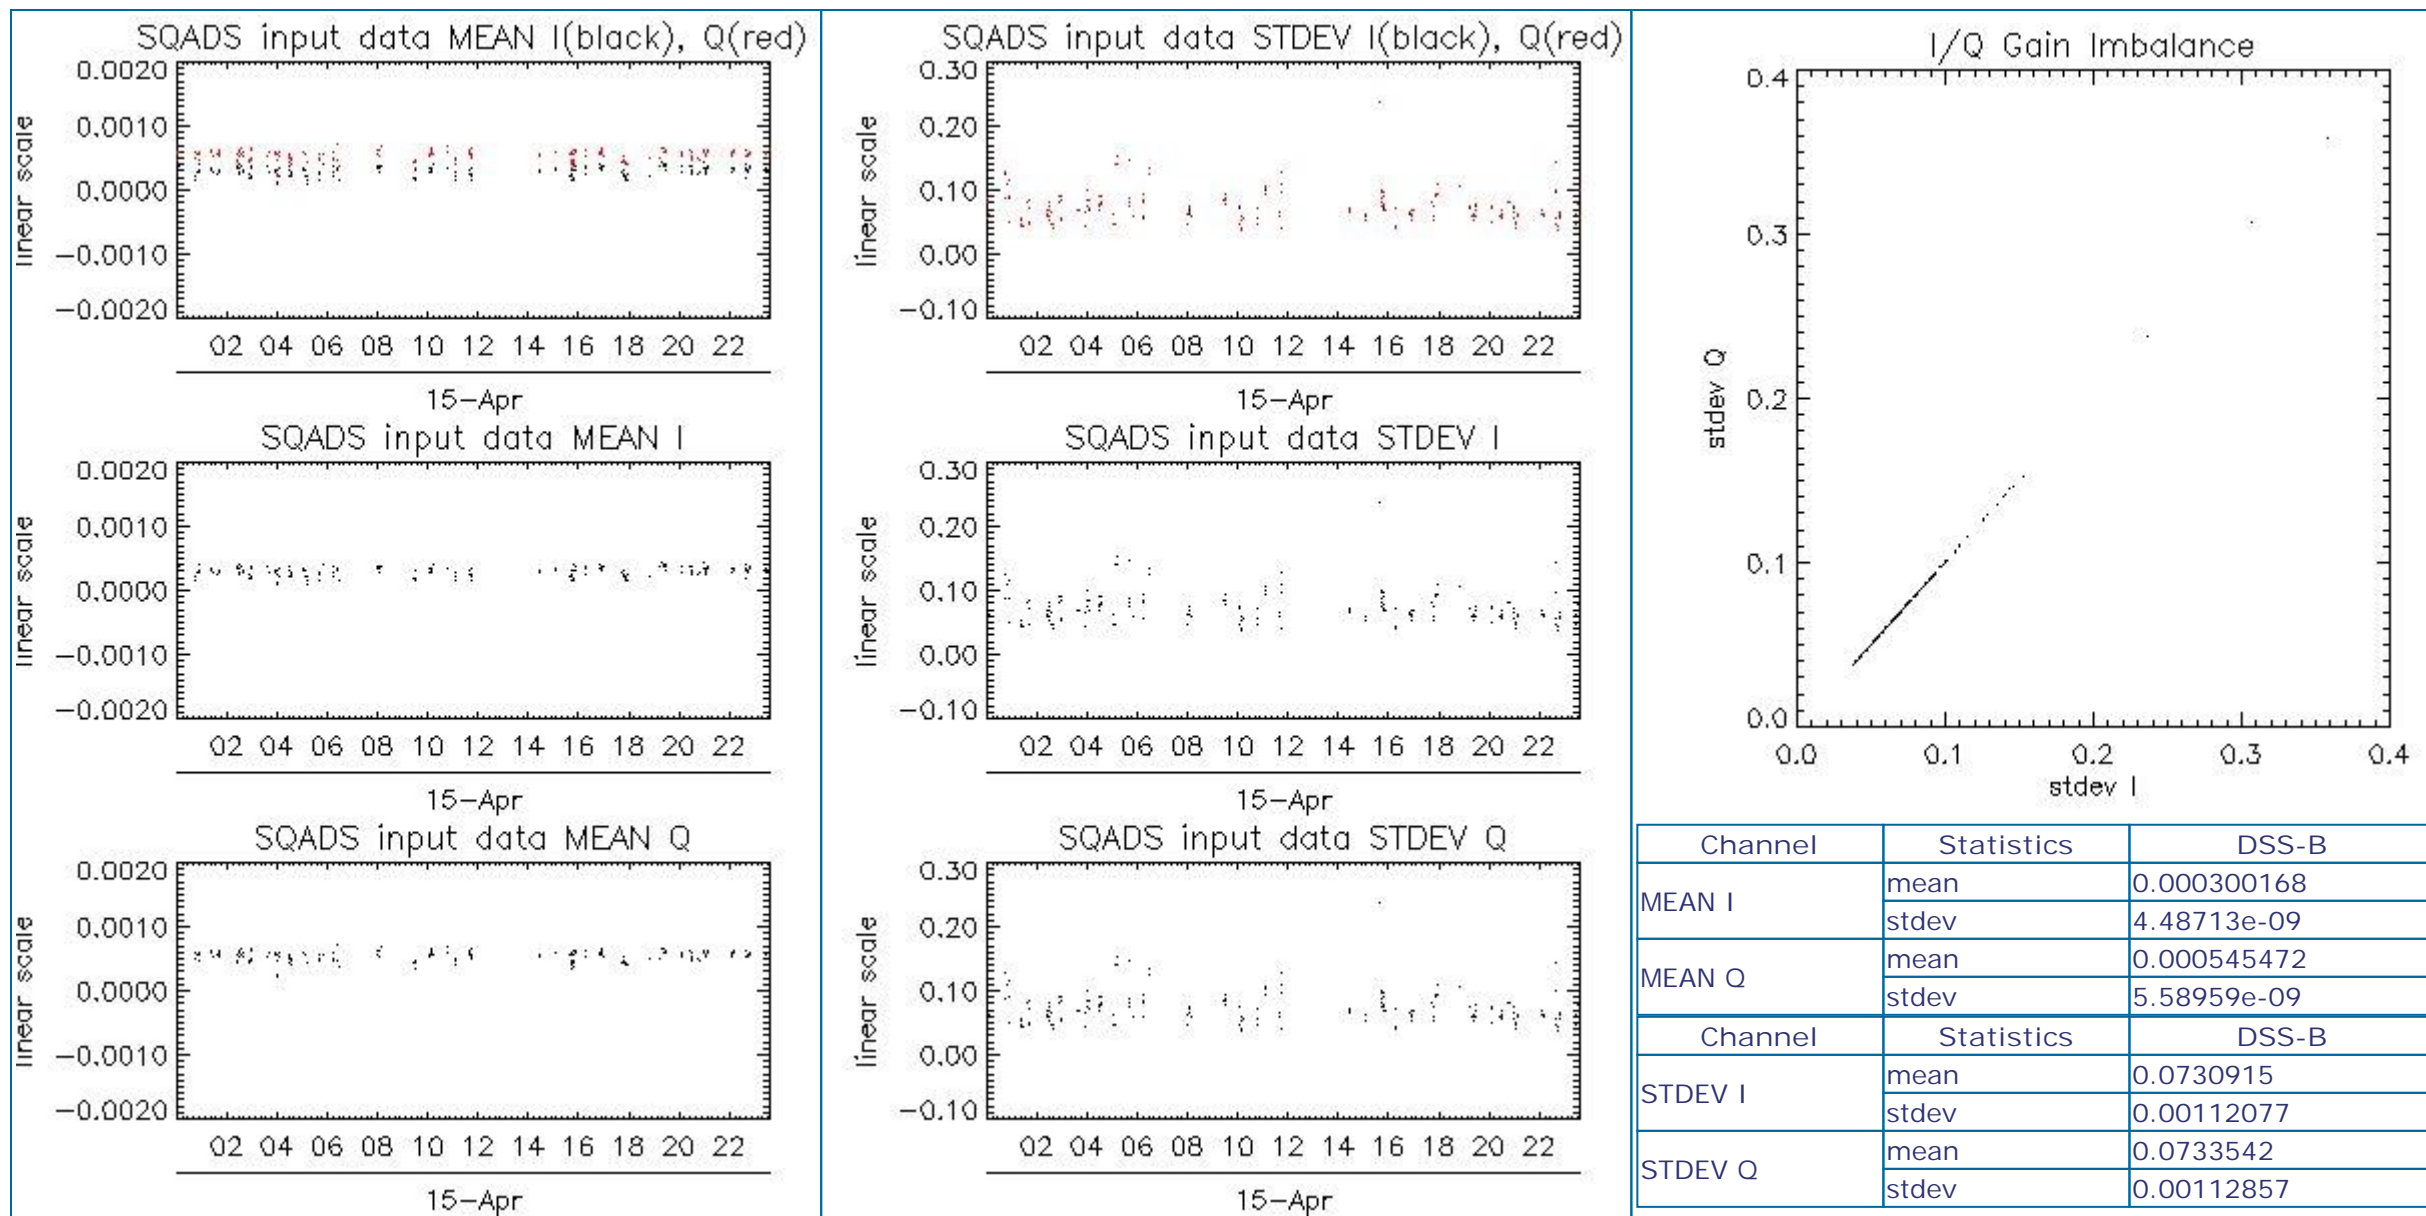 SQADS input data MEAN I(black), Q(red)
linear scale
0.0020
0.0010
0.0000
−0.0010
−0.0020
02 04 06 08 10 12 14 16 18 20 22
15−Apr
SQADS input data MEAN I
linear scale
0.0020
0.0010
0.0000
−0.0010
−0.0020
02 04 06 08 10 12 14 16 18 20 22
15−Apr
SQADS input data MEAN Q
linear scale
0.0020
0.0010
0.0000
−0.0010
−0.0020
02 04 06 08 10 12 14 16 18 20 22
15−Apr
SQADS input data STDEV I(black), Q(red)
linear scale
0.30
0.20
0.10
0.00
−0.10
02 04 06 08 10 12 14 16 18 20 22
15−Apr
SQADS input data STDEV I
linear scale
0.30
0.20
0.10
0.00
−0.10
02 04 06 08 10 12 14 16 18 20 22
15−Apr
SQADS input data STDEV Q
linear scale
0.30
0.20
0.10
0.00
−0.10
02 04 06 08 10 12 14 16 18 20 22
15−Apr
I/Q Gain Imbalance
stdev Q
0.4
0.3
0.2
0.1
0.0
0.0 0.1 0.2 0.3 0.4
stdev I
Channel Statistics DSS-B
MEAN I mean 0.000300168
stdev 4.48713e-09
MEAN Q mean 0.000545472
stdev 5.58959e-09
Channel Statistics DSS-B
STDEV I mean 0.0730915
stdev 0.00112077
STDEV Q mean 0.0733542
stdev 0.00112857